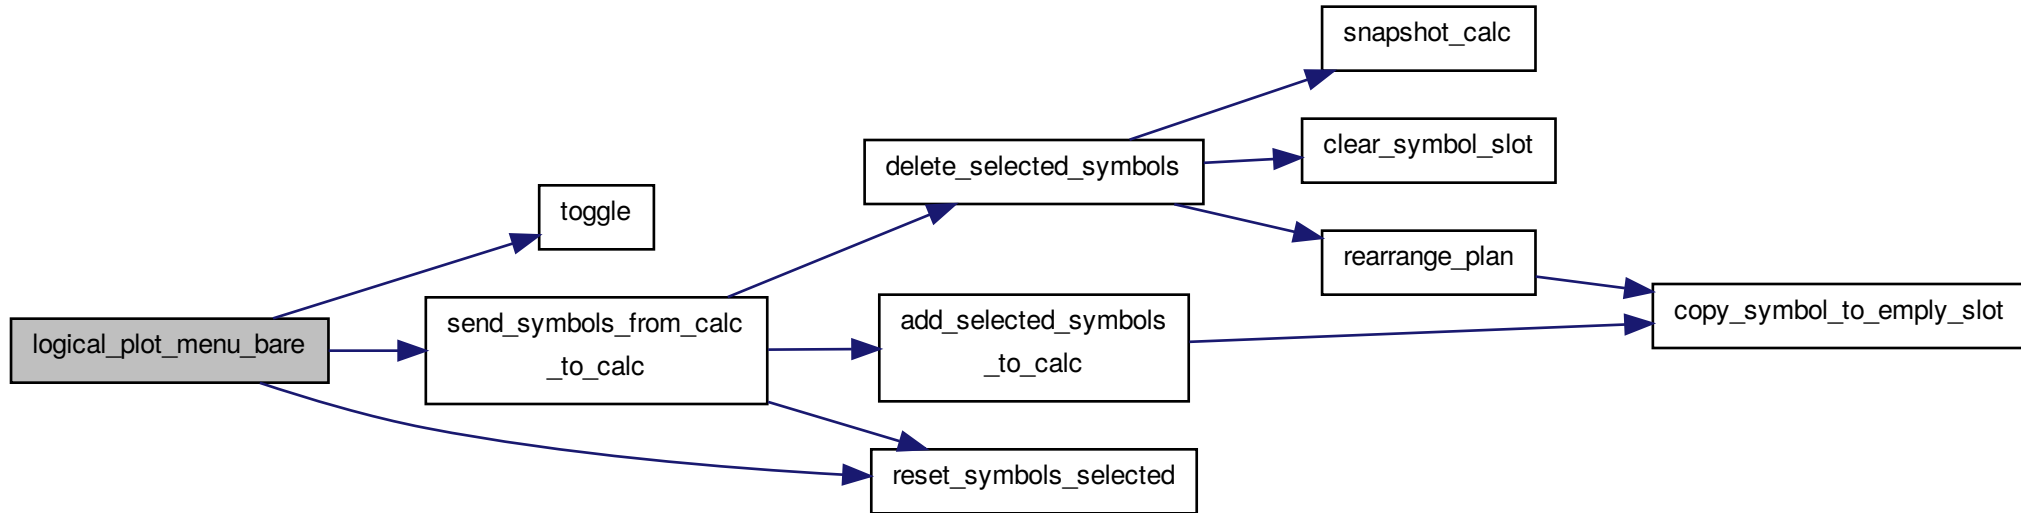 snapshot_calc
clear_symbol_slot
delete_selected_symbols
toggle
rearrange_plan
send_symbols_from_calc
_to_calc
add_selected_symbols
_to_calc
copy_symbol_to_emply_slot
logical_plot_menu_bare
reset_symbols_selected